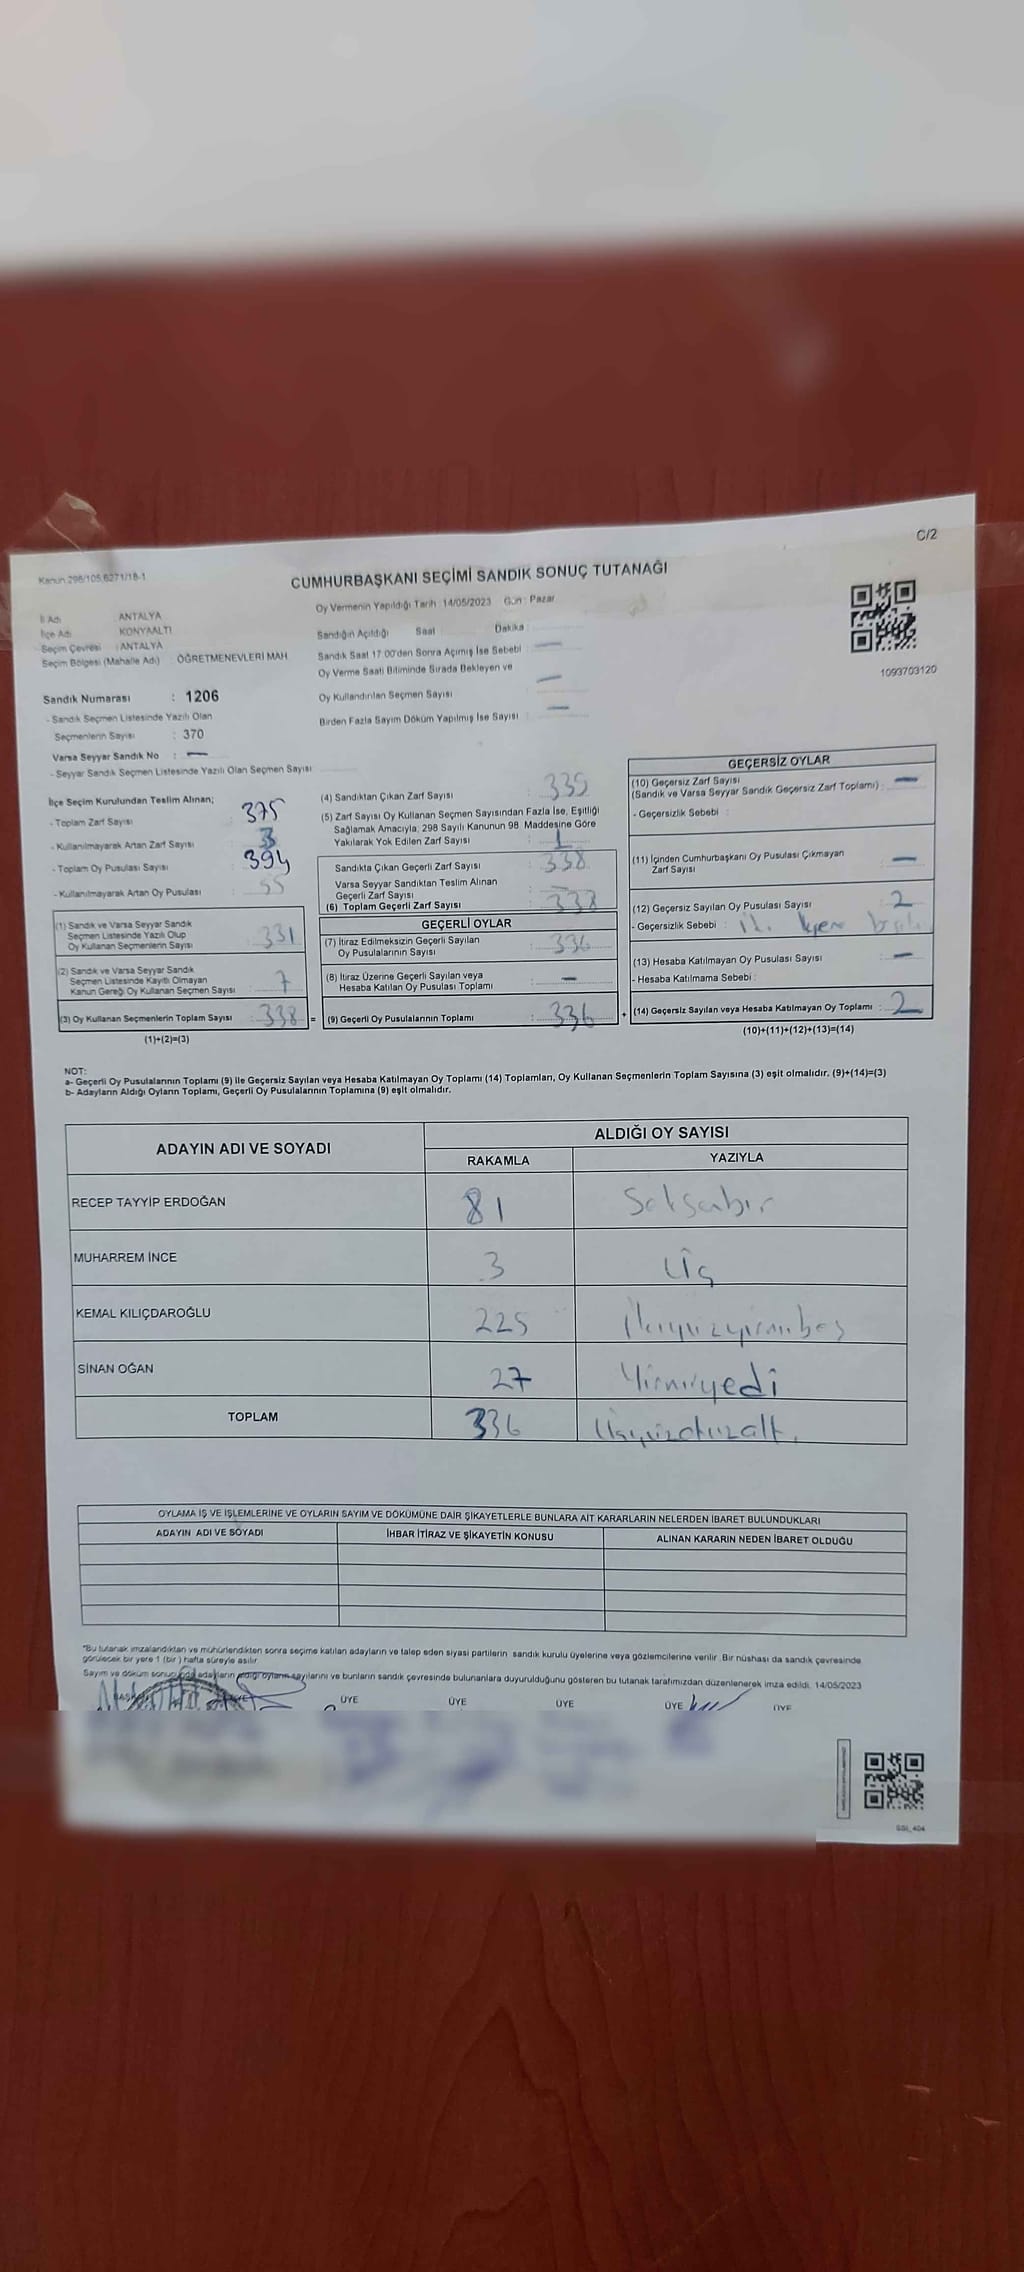 C/2
Kanun 298/105,6271/18-1
CUMHURBAŞKANI SEÇİMİ SANDIK SONUÇ TUTANAĞI
Oy Vermenin Yapıldığı Tarih : 14/05/2023 Gün : Pazar
İl Adı ANTALYA
İlçe Adı KONYAALTI
Seçim Çevresi : ANTALYA
Seçim Bölgesi (Mahalle Adı) : ÖĞRETMENEVLERİ MAH
Sandığın Açıldığı Saat : Dakika :
Sandık Saat 17:00'den Sonra Açılmış İse Sebebi : —
Oy Verme Saati Bitiminde Sırada Bekleyen ve
Oy Kullandırılan Seçmen Sayısı : —
Birden Fazla Sayım Döküm Yapılmış İse Sayısı : —
1093703120
Sandık Numarası : 1206
- Sandık Seçmen Listesinde Yazılı Olan
Seçmenlerin Sayısı : 370
Varsa Seyyar Sandık No : —
- Seyyar Sandık Seçmen Listesinde Yazılı Olan Seçmen Sayısı
İlçe Seçim Kurulundan Teslim Alınan;
- Toplam Zarf Sayısı 375
- Kullanılmayarak Artan Zarf Sayısı
- Toplam Oy Pusulası Sayısı 394
- Kullanılmayarak Artan Oy Pusulası 55
(1) Sandık ve Varsa Seyyar Sandık
Seçmen Listesinde Yazılı Olup
Oy Kullanan Seçmenlerin Sayısı : 331
(2) Sandık ve Varsa Seyyar Sandık
Seçmen Listesinde Kayıtlı Olmayan
Kanun Gereği Oy Kullanan Seçmen Sayısı : 7
(3) Oy Kullanan Seçmenlerin Toplam Sayısı : 338 =
(1)+(2)=(3)
(4) Sandıktan Çıkan Zarf Sayısı : 339
(5) Zarf Sayısı Oy Kullanan Seçmen Sayısından Fazla İse, Eşitliği
Sağlamak Amacıyla, 298 Sayılı Kanunun 98. Maddesine Göre
Yakılarak Yok Edilen Zarf Sayısı : 1
Sandıkta Çıkan Geçerli Zarf Sayısı : 338
Varsa Seyyar Sandıktan Teslim Alınan
Geçerli Zarf Sayısı : —
(6) Toplam Geçerli Zarf Sayısı : 338
GEÇERLİ OYLAR
(7) İtiraz Edilmeksizin Geçerli Sayılan
Oy Pusulalarının Sayısı : 336
(8) İtiraz Üzerine Geçerli Sayılan veya
Hesaba Katılan Oy Pusulası Toplamı : —
(9) Geçerli Oy Pusulalarının Toplamı : 336 +
GEÇERSİZ OYLAR
(10) Geçersiz Zarf Sayısı
(Sandık ve Varsa Seyyar Sandık Geçersiz Zarf Toplamı) : —
- Geçersizlik Sebebi :
(11) İçinden Cumhurbaşkanı Oy Pusulası Çıkmayan
Zarf Sayısı : —
(12) Geçersiz Sayılan Oy Pusulası Sayısı : 2
- Geçersizlik Sebebi :
(13) Hesaba Katılmayan Oy Pusulası Sayısı : —
- Hesaba Katılmama Sebebi :
(14) Geçersiz Sayılan veya Hesaba Katılmayan Oy Toplamı : 2
(10)+(11)+(12)+(13)=(14)
NOT:
a- Geçerli Oy Pusulalarının Toplamı (9) ile Geçersiz Sayılan veya Hesaba Katılmayan Oy Toplamı (14) Toplamları, Oy Kullanan Seçmenlerin Toplam Sayısına (3) eşit olmalıdır. (9)+(14)=(3)
b- Adayların Aldığı Oyların Toplamı, Geçerli Oy Pusulalarının Toplamına (9) eşit olmalıdır.
ADAYIN ADI VE SOYADI ALDIĞI OY SAYISI
RAKAMLA YAZIYLA
RECEP TAYYİP ERDOĞAN 81 Seksenbir
MUHARREM İNCE 3 Üç
KEMAL KILIÇDAROĞLU 225 İkiyüzyirmibeş
SİNAN OĞAN 27 Yirmiyedi
TOPLAM 336 Üçyüzotuzaltı
OYLAMA İŞ VE İŞLEMLERİNE VE OYLARIN SAYIM VE DÖKÜMÜNE DAİR ŞİKAYETLERLE BUNLARA AİT KARARLARIN NELERDEN İBARET BULUNDUKLARI
ADAYIN ADI VE SOYADI İHBAR İTİRAZ VE ŞİKAYETİN KONUSU ALINAN KARARIN NEDEN İBARET OLDUĞU
"Bu tutanak imzalandıktan ve mühürlendikten sonra seçime katılan adayların ve talep eden siyasi partilerin sandık kurulu üyelerine veya gözlemcilerine verilir. Bir nüshası da sandık çevresinde
görülecek bir yere 1 (bir) hafta süreyle asılır.
Sayım ve döküm sonucunda adayların aldığı oyların sayılarını ve bunların sandık çevresinde bulunanlara duyurulduğunu gösteren bu tutanak tarafımızdan düzenlenerek imza edildi. 14/05/2023
ÜYE ÜYE ÜYE ÜYE ÜYE
SSI_404